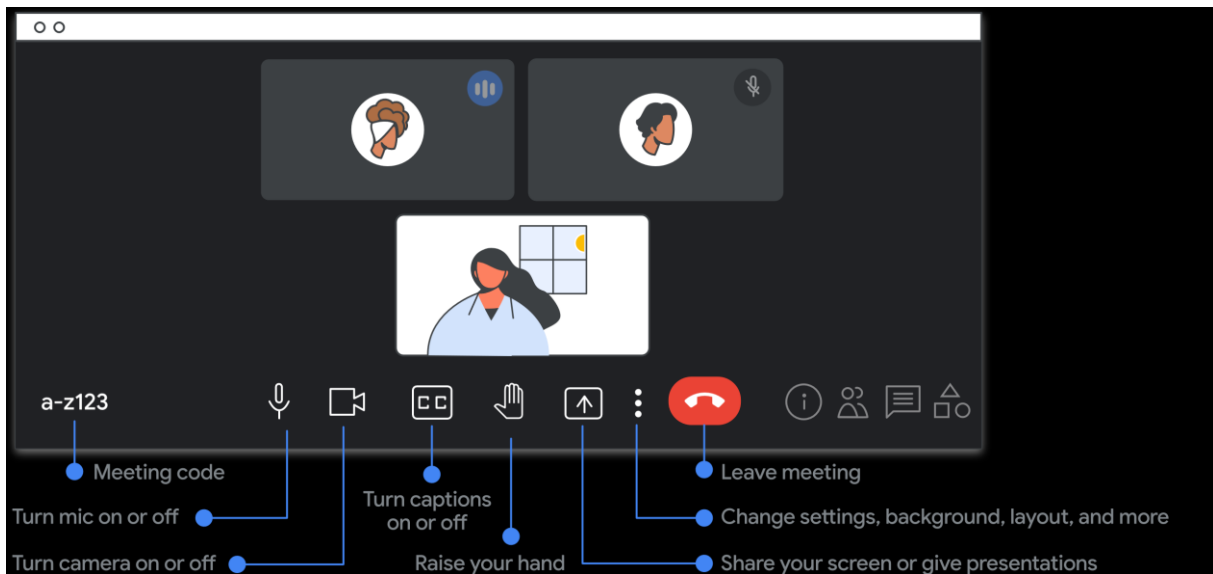 a-z123
CC
Meeting code
Leave meeting
Turn captions
on or off
Turn mic on or off
Change settings, background, layout, and more
Turn camera on or off
Raise your hand
Share your screen or give presentations